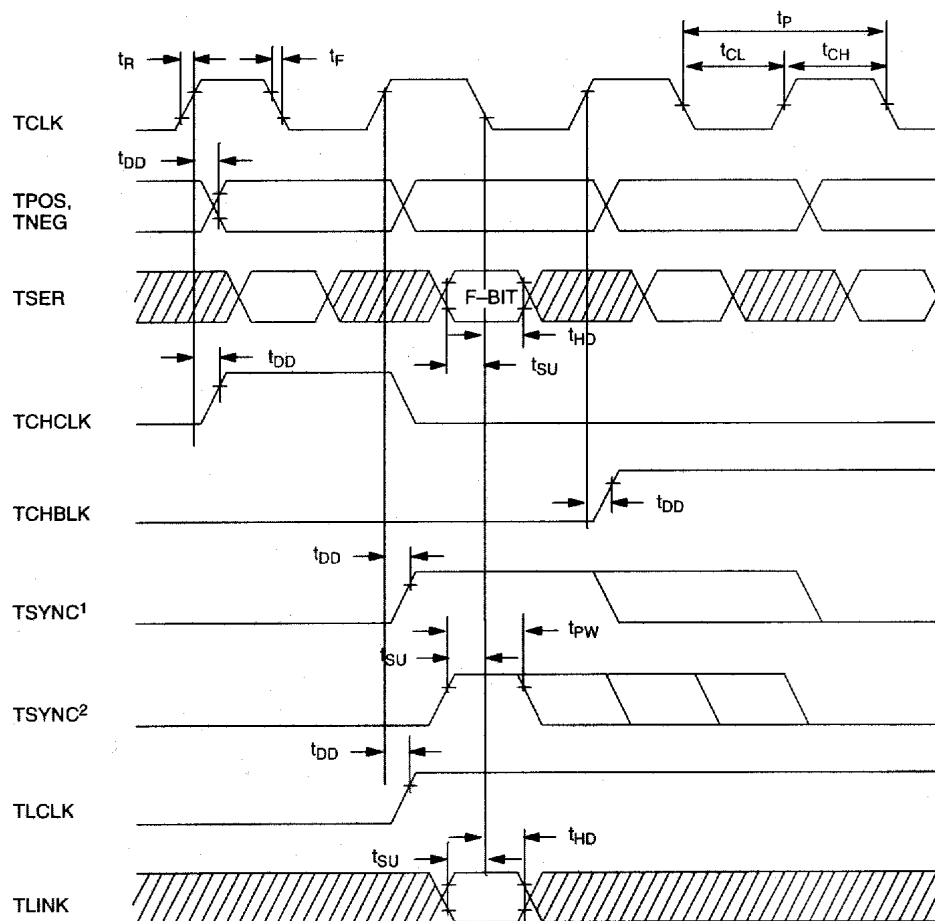 tP
tR
tF
tCL
tCH
TCLK
tDD
TPOS,
TNEG
TSER
F–BIT
tHD
tDD
tSU
TCHCLK
TCHBLK
tDD
tDD
TSYNC1
tPW
tSU
TSYNC2
tDD
TLCLK
tHD
tSU
TLINK